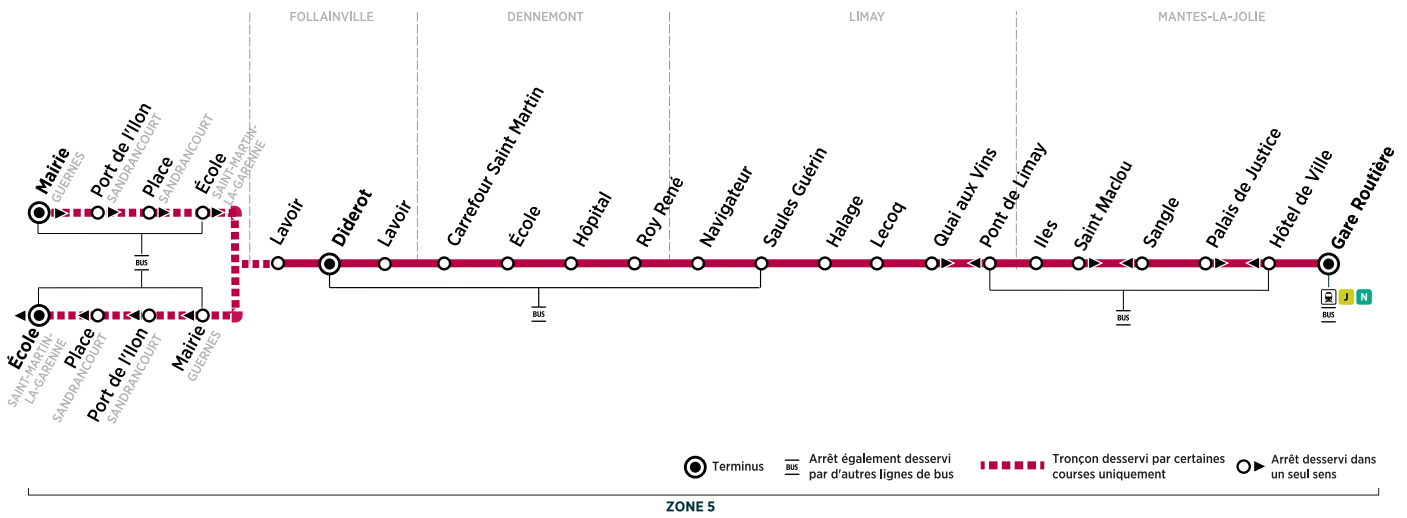 FOLLAINVILLE
DENNEMONT
LIMAY
MANTES-LA-JOLIE
Mairie
GUERNES
Port de l'Ilon
SANDRANCOURT
Place
SANDRANCOURT
École
SAINT-MARTIN-
LA-GARENNE
Lavoir
Diderot
Lavoir
Carrefour Saint Martin
École
Hôpital
Roy René
Navigateur
Saules Guérin
Halage
Lecoq
Quai aux Vins
Pont de Limay
Iles
Saint Maclou
Sangle
Palais de Justice
Hôtel de Ville
Gare Routière
BUS
J
N
BUS
BUS
BUS
École
SAINT-MARTIN-
LA-GARENNE
Place
SANDRANCOURT
Port de l'Ilon
SANDRANCOURT
Mairie
GUERNES
Terminus
BUS
Arrêt également desservi
par d'autres lignes de bus
Tronçon desservi par certaines
courses uniquement
Arrêt desservi dans
un seul sens
ZONE 5